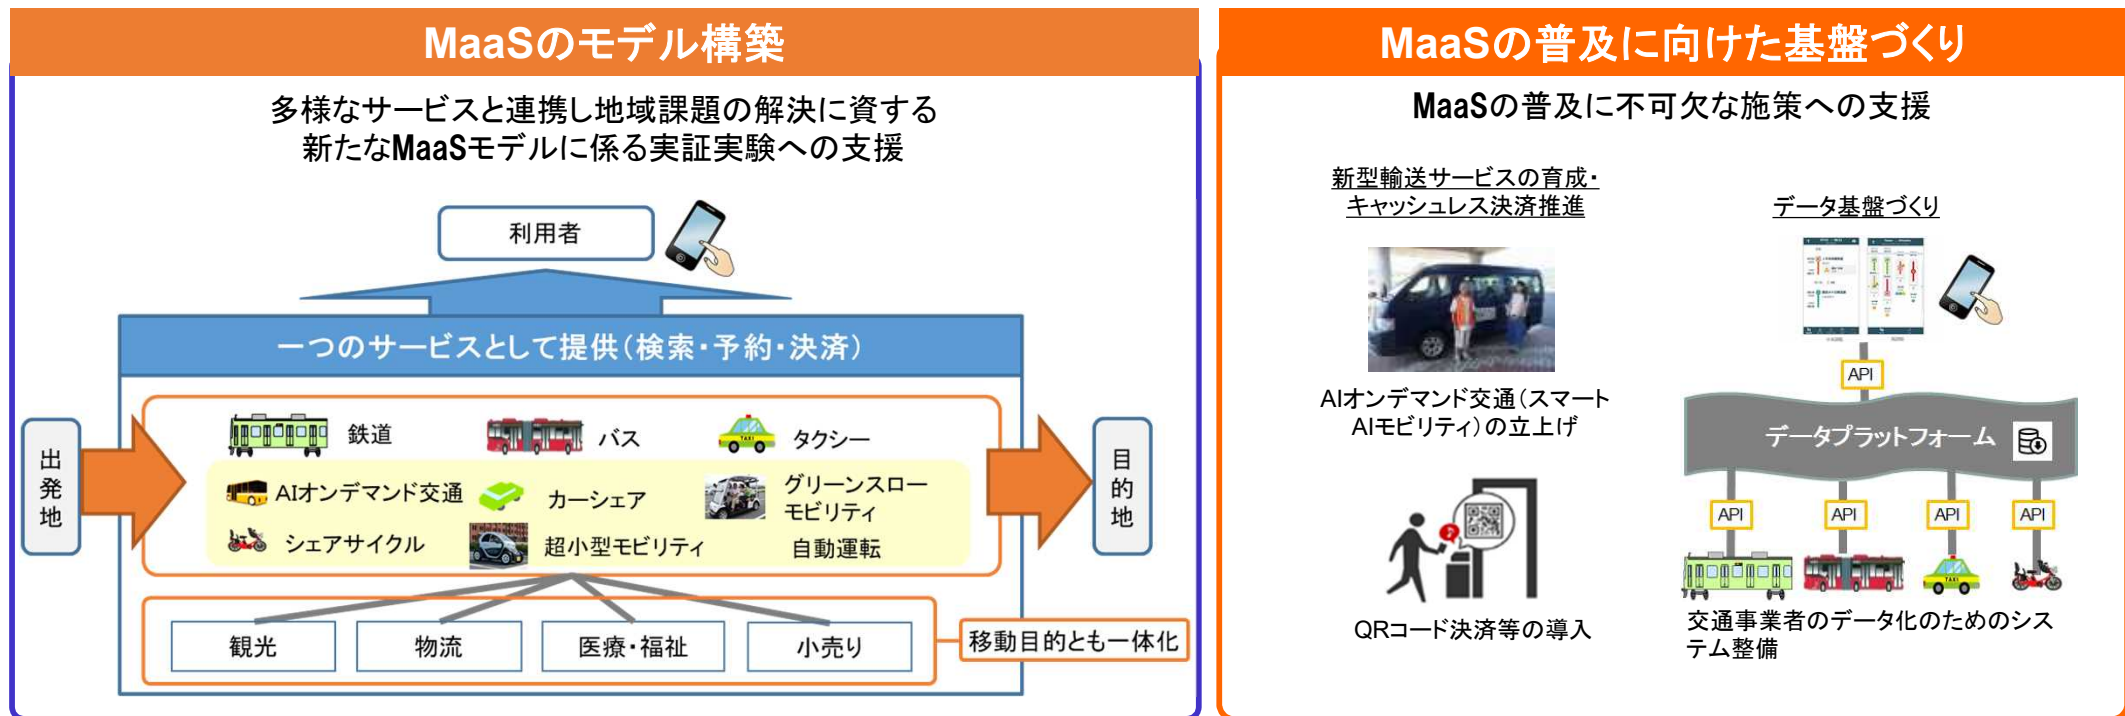 MaaSのモデル構築
多様なサービスと連携し地域課題の解決に資する
新たなMaaSモデルに係る実証実験への支援
利用者
一つのサービスとして提供（検索・予約・決済）
出発地
鉄道
バス
タクシー
AIオンデマンド交通
カーシェア
グリーンスロー
モビリティ
シェアサイクル
超小型モビリティ
自動運転
目的地
観光
物流
医療・福祉
小売り
移動目的とも一体化
MaaSの普及に向けた基盤づくり
MaaSの普及に不可欠な施策への支援
新型輸送サービスの育成・
キャッシュレス決済推進
AIオンデマンド交通（スマート
AIモビリティ）の立上げ
QRコード決済等の導入
データ基盤づくり
API
データプラットフォーム
API
API
API
API
TAXI
交通事業者のデータ化のためのシス
テム整備